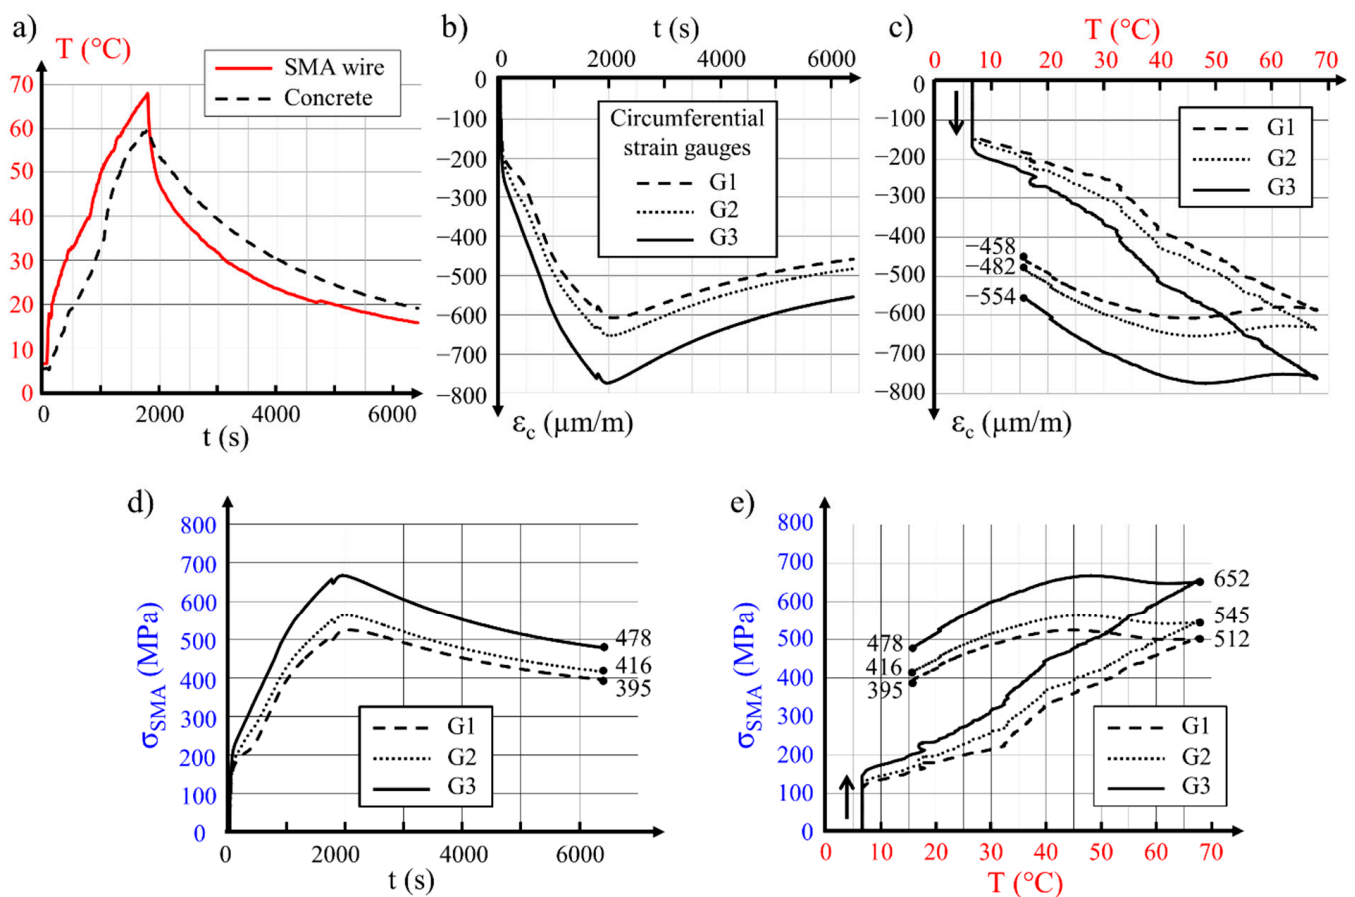 a)
T (°C)
SMA wire
Concrete
70
60
50
40
30
20
10
0
0
2000
4000
6000
t (s)
b)
t (s)
0
2000
4000
6000
0
−100
−200
−300
−400
−500
−600
−700
−800
Circumferential
strain gauges
G1
G2
G3
εc (µm/m)
c)
T (°C)
0 10 20 30 40 50 60 70
0
−100
−200
−300
−400
−500
−600
−700
−800
G1
G2
G3
−458
−482
−554
εc (µm/m)
d)
σSMA (MPa)
800
700
600
500
400
300
200
100
0
478
416
395
G1
G2
G3
0
2000
4000
6000
t (s)
e)
σSMA (MPa)
800
700
600
500
400
300
200
100
0
652
545
512
478
416
395
G1
G2
G3
0 10 20 30 40 50 60 70
T (°C)